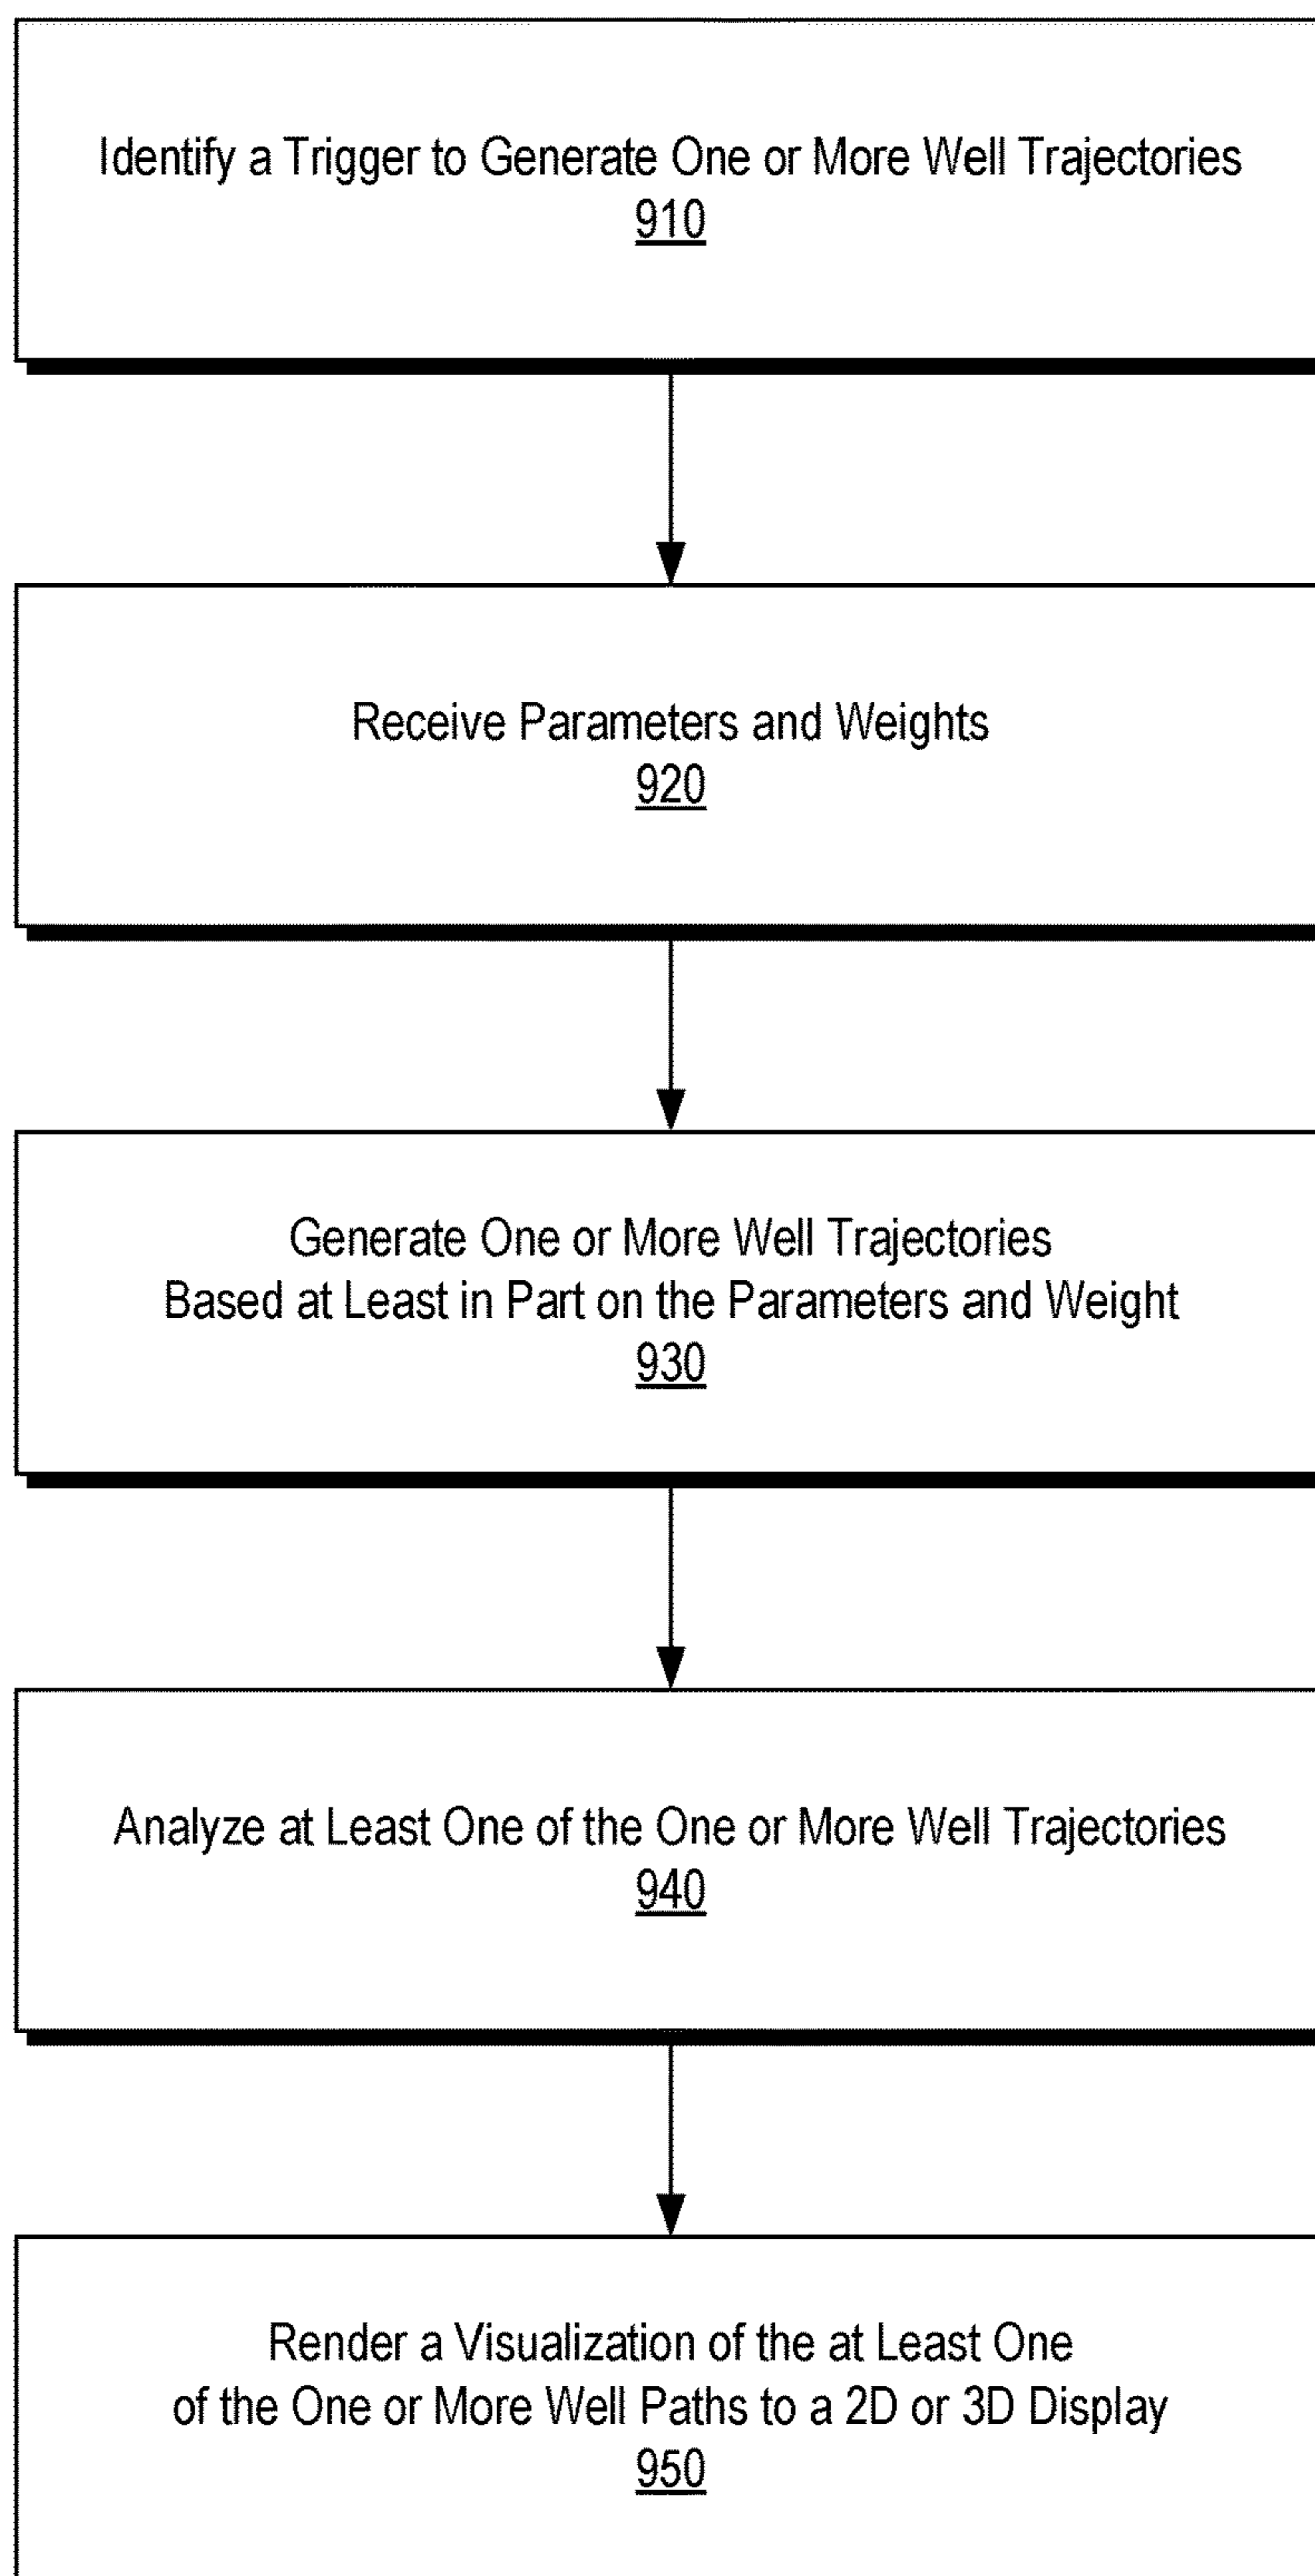 Identify a Trigger to Generate One or More Well Trajectories
910
Receive Parameters and Weights
920
Generate One or More Well Trajectories
Based at Least in Part on the Parameters and Weight
930
Analyze at Least One of the One or More Well Trajectories
940
Render a Visualization of the at Least One
of the One or More Well Paths to a 2D or 3D Display
950